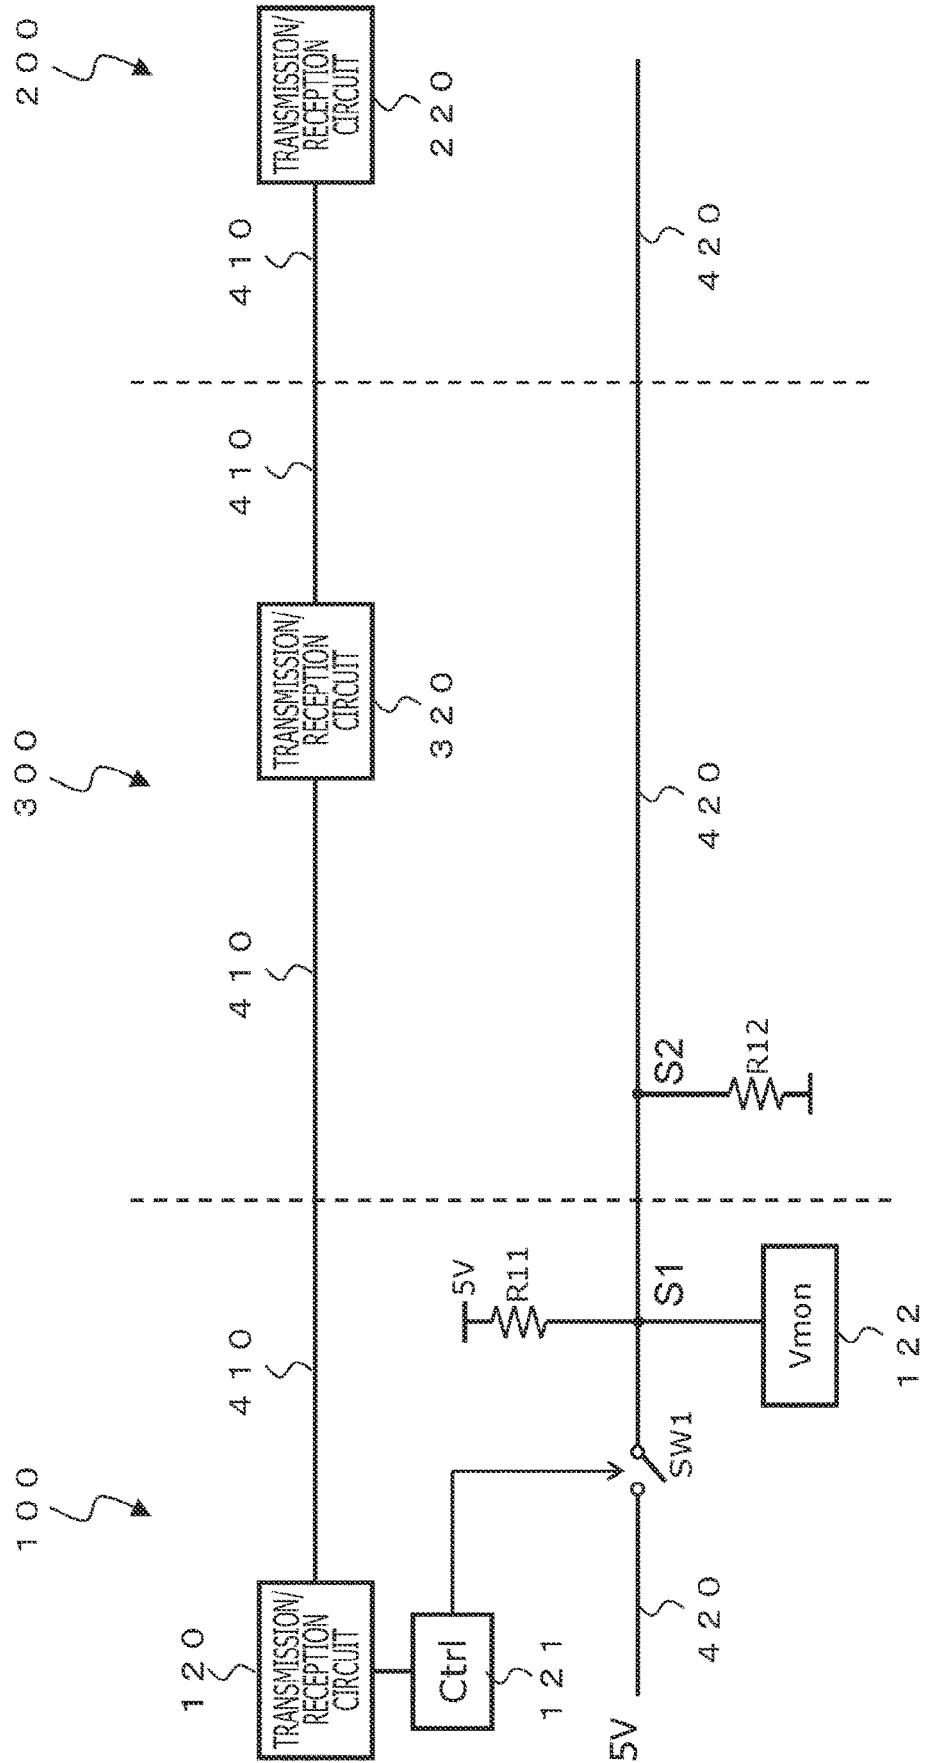 100
300
200
120
TRANSMISSION/
RECEPTION
CIRCUIT
410
410
TRANSMISSION/
RECEPTION
CIRCUIT
320
410
410
TRANSMISSION/
RECEPTION
CIRCUIT
220
Ctrl
121
5V
R11
5V
420
SW1
S1
S2
R12
420
420
Vmon
122